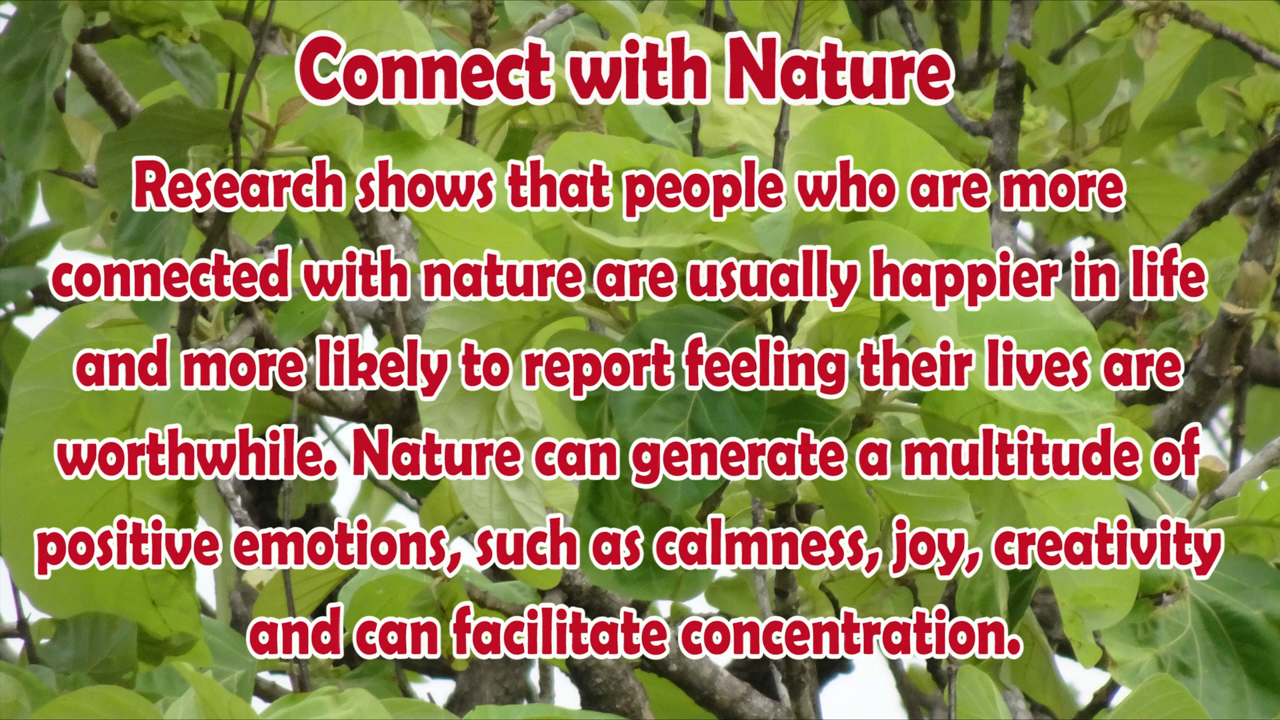 Connect with Nature
Research shows that people who are more
connected with nature are usually happier in life
and more likely to report feeling their lives are
worthwhile. Nature can generate a multitude of
positive emotions, such as calmness, joy, creativity
and can facilitate concentration.